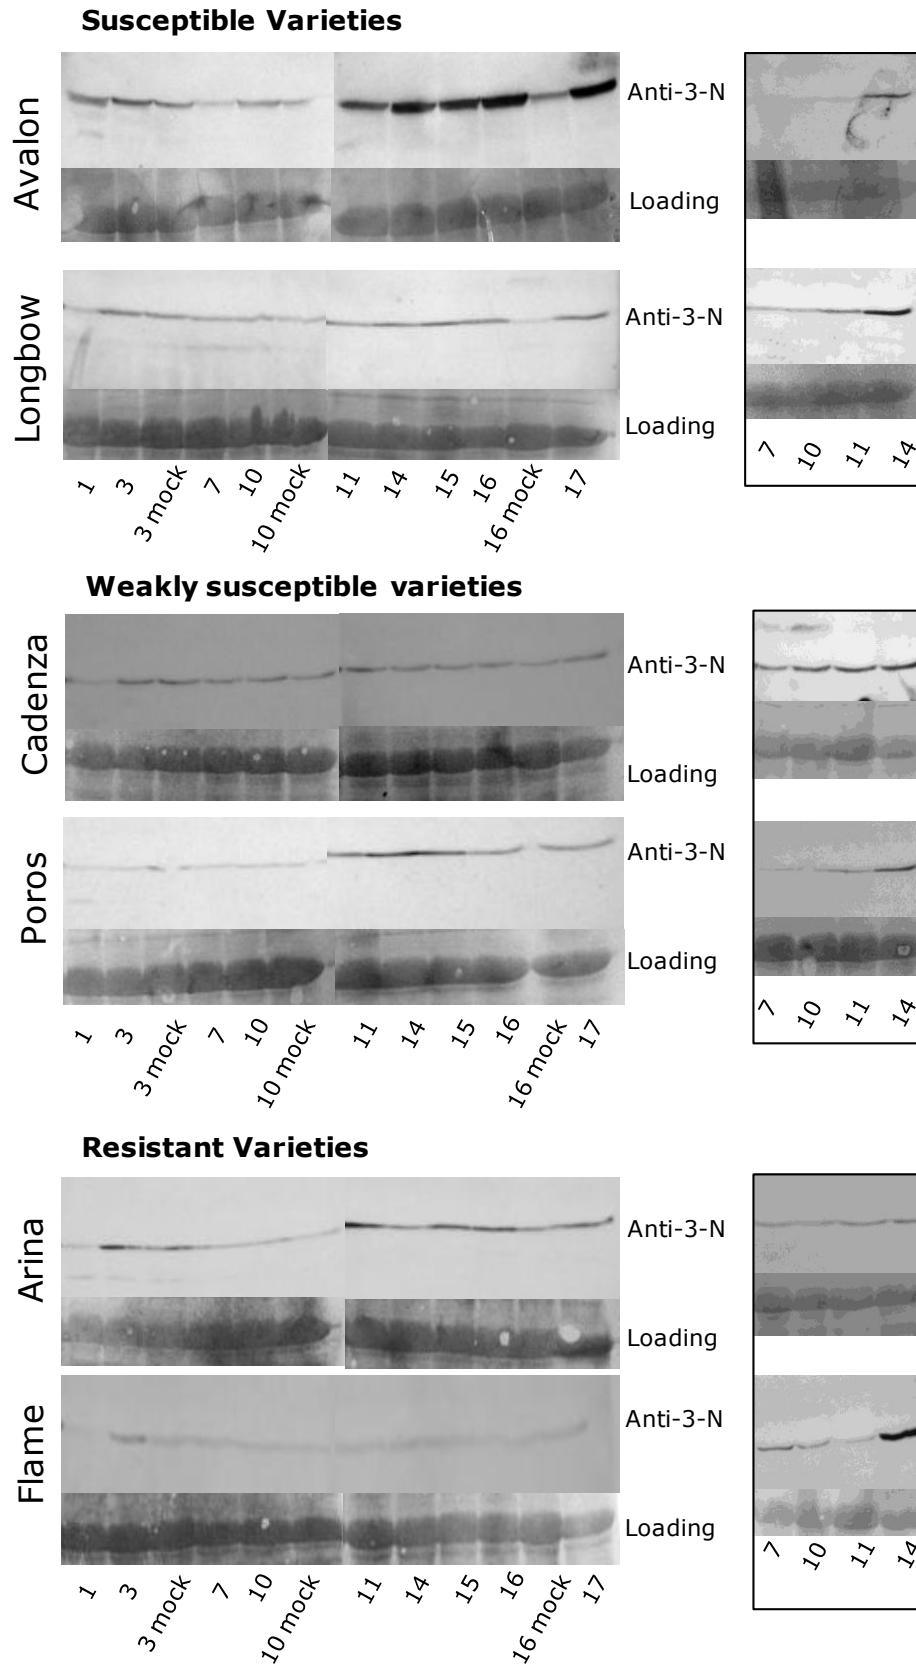 Susceptible Varieties
Avalon
Anti-3-N
Loading
Longbow
Anti-3-N
Loading
1 3 3 mock 7 10 10 mock 11 14 15 16 16 mock 17
7 10 11 14
Weakly susceptible varieties
Cadenza
Anti-3-N
Loading
Poros
Anti-3-N
Loading
1 3 3 mock 7 10 10 mock 11 14 15 16 16 mock 17
7 10 11 14
Resistant Varieties
Arina
Anti-3-N
Loading
Flame
Anti-3-N
Loading
1 3 3 mock 7 10 10 mock 11 14 15 16 16 mock 17
7 10 11 14